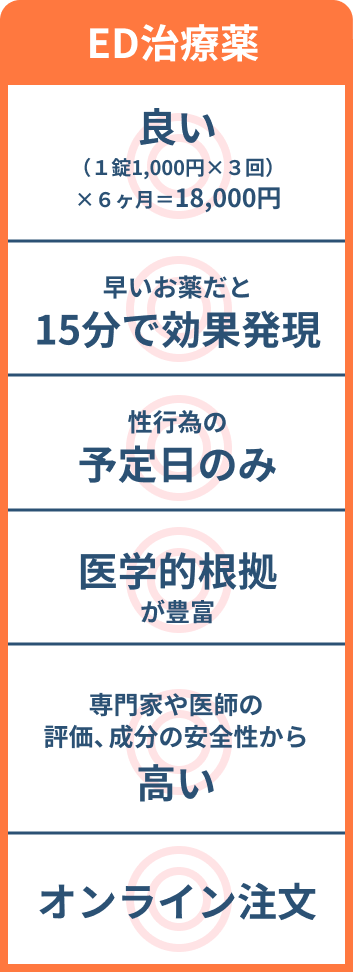 ED治療薬
良い
（１錠1,000円×３回）
×６ヶ月＝18,000円
早いお薬だと
15分で効果発現
性行為の
予定日のみ
医学的根拠
が豊富
専門家や医師の
評価、成分の安全性から
高い
オンライン注文